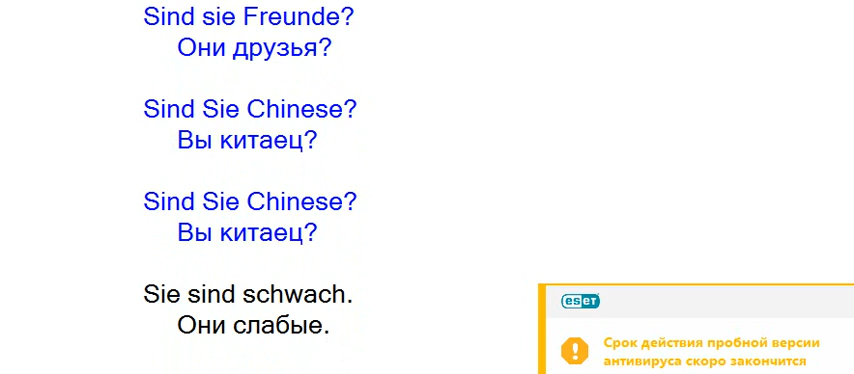 Sind sie Freunde?
Они друзья?
Sind Sie Chinese?
Вы китаец?
Sind Sie Chinese?
Вы китаец?
Sie sind schwach.
Они слабые.
eset
Срок действия пробной версии
антивируса скоро закончится